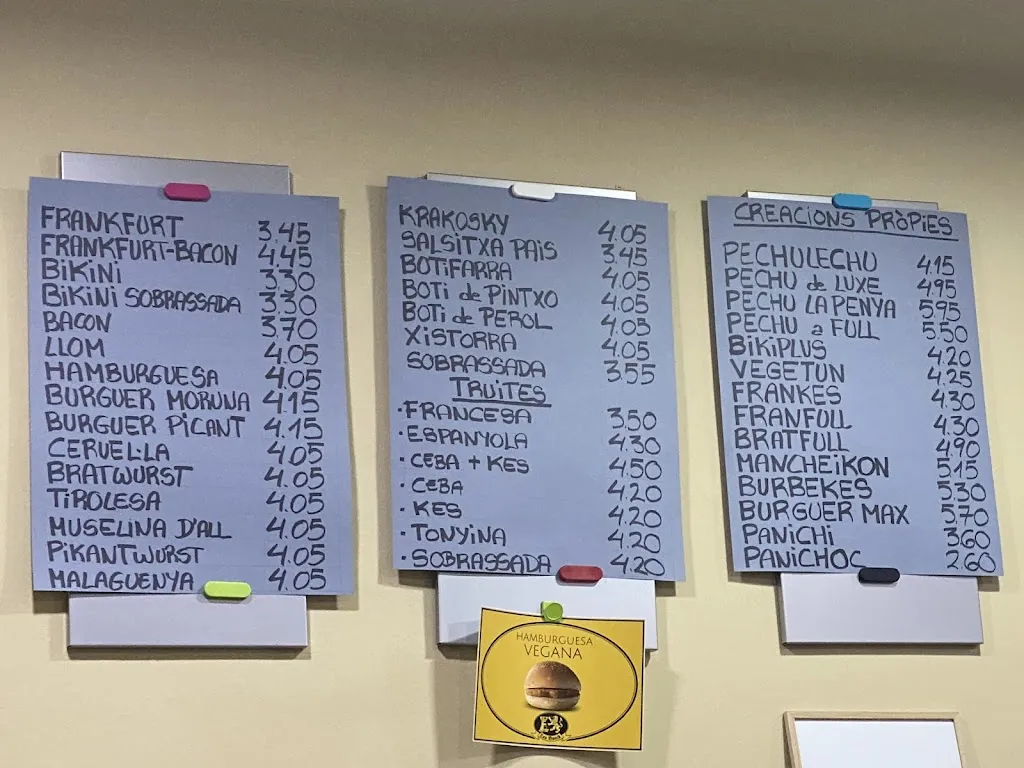 FRANKFURT 3.45
FRANKFURT-BACON 4.45
BIKINI 3.30
BIKINI SOBRASSADA 3.30
BACON 3.70
LLOM 4.05
HAMBURGUESA 4.05
BURGUER MORUNA 4.15
BURGUER PICANT 4.15
CERVEL·LA 4.05
BRATWURST 4.05
TIROLESA 4.05
MUSELINA D'ALL 4.05
PIKANTWURST 4.05
MALAGUENYA 4.05
KRAKOSKY 4.05
SALSITXA PAIS 3.45
BOTIFARRA 4.05
BOTI de PINTXO 4.05
BOTI de PEROL 4.05
XISTORRA 4.05
SOBRASSADA 3.55
TRUITES
· FRANCESA 3.50
· ESPANYOLA 4.30
· CEBA + KES 4.50
· CEBA 4.20
· KES 4.20
· TONYINA 4.20
· SOBRASSADA 4.20
CREACIONS PRÒPIES
PECHULECHU 4.15
PECHU de LUXE 4.95
PECHU LA PENYA 5.95
PECHU a FULL 5.50
BIKIPLUS 4.20
VEGETUN 4.25
FRANKES 4.30
FRANFULL 4.30
BRATFULL 4.90
MANCHEIKON 5.15
BURBEKES 5.30
BURGUER MAX 5.70
PANICHI 3.60
PANICHOC 2.60
HAMBURGUESA
VEGANA